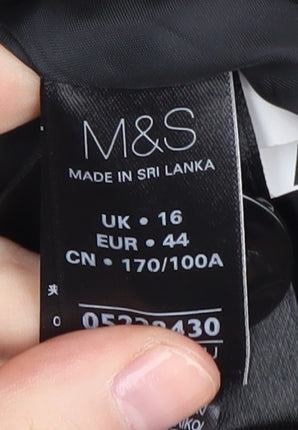 M&S
MADE IN SRI LANKA
UK • 16
EUR • 44
CN • 170/100A